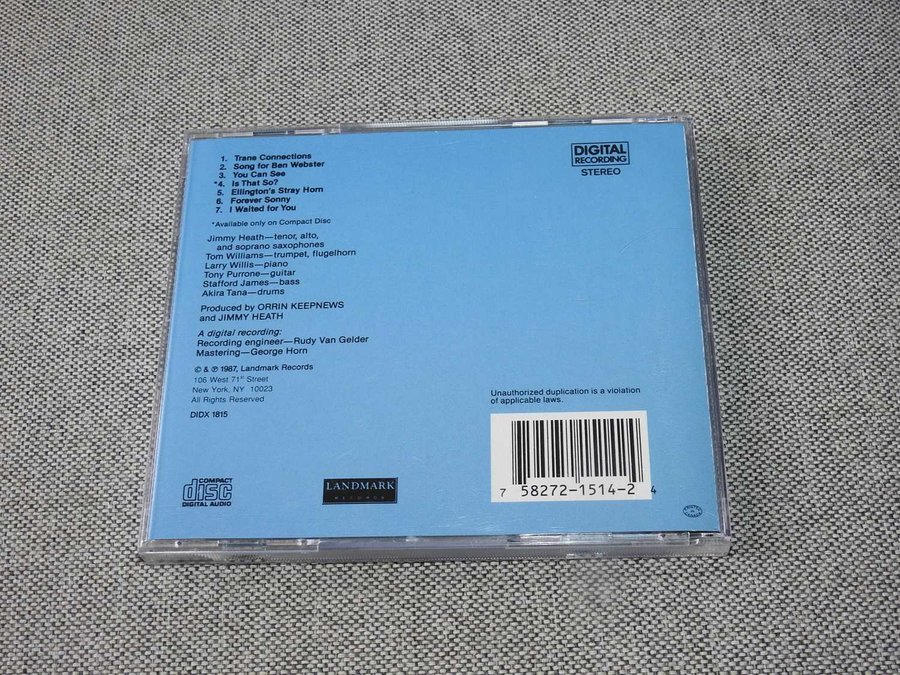 1. Trane Connections
2. Song for Ben Webster
3. You Can See
*4. Is That So?
5. Ellington's Stray Horn
6. Forever Sonny
7. I Waited for You
*Available only on Compact Disc
Jimmy Heath—tenor, alto,
and soprano saxophones
Tom Williams—trumpet, flugelhorn
Larry Willis—piano
Tony Purrone—guitar
Stafford James—bass
Akira Tana—drums
Produced by ORRIN KEEPNEWS
and JIMMY HEATH
A digital recording:
Recording engineer—Rudy Van Gelder
Mastering—George Horn
© & ℗ 1987, Landmark Records
106 West 71st Street
New York, NY 10023
All Rights Reserved
DIDX 1815
DIGITAL
RECORDING
STEREO
Unauthorized duplication is a violation
of applicable laws.
7 58272-1514-2 4
COMPACT
disc
DIGITAL AUDIO
LANDMARK
RECORDS